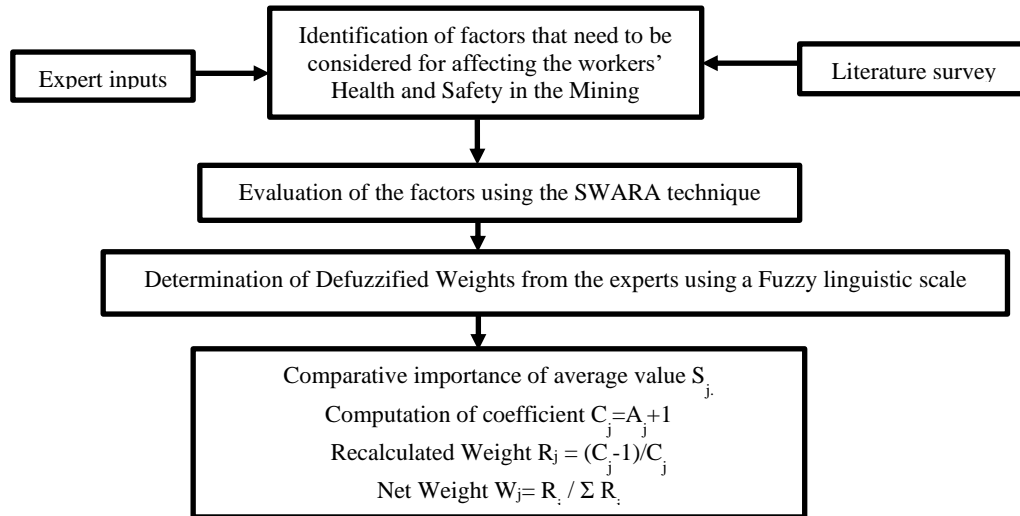 Identification of factors that need to be
considered for affecting the workers'
Health and Safety in the Mining
Expert inputs
Literature survey
Evaluation of the factors using the SWARA technique
Determination of Defuzzified Weights from the experts using a Fuzzy linguistic scale
Comparative importance of average value Sj.
Computation of coefficient Cj=Aj+1
Recalculated Weight Rj = (Cj-1)/Cj
Net Weight Wj= Rj / Σ Rj